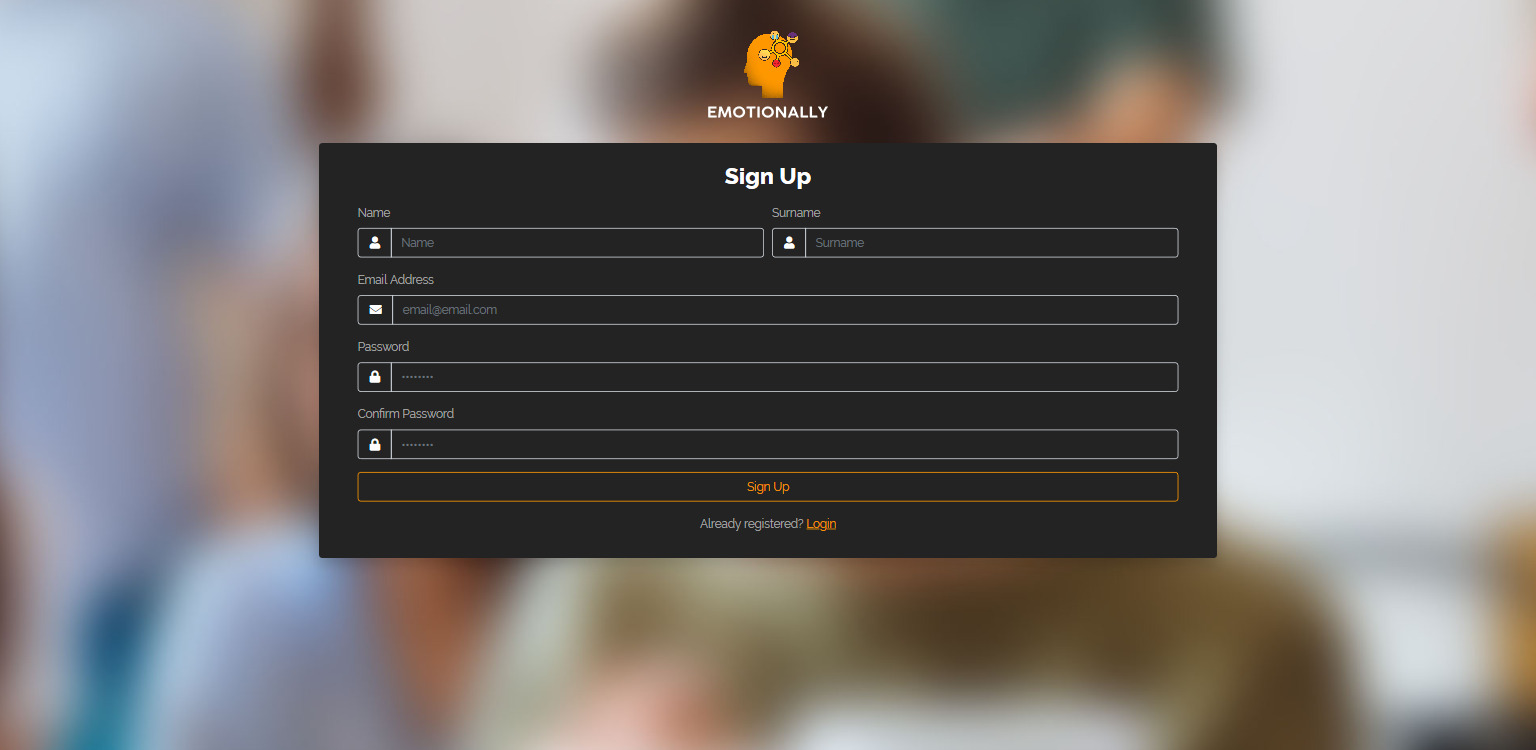 EMOTIONALLY
Sign Up
Name Surname
Name Surname
Email Address
email@email.com
Password
••••••••
Confirm Password
••••••••
Sign Up
Already registered? Login